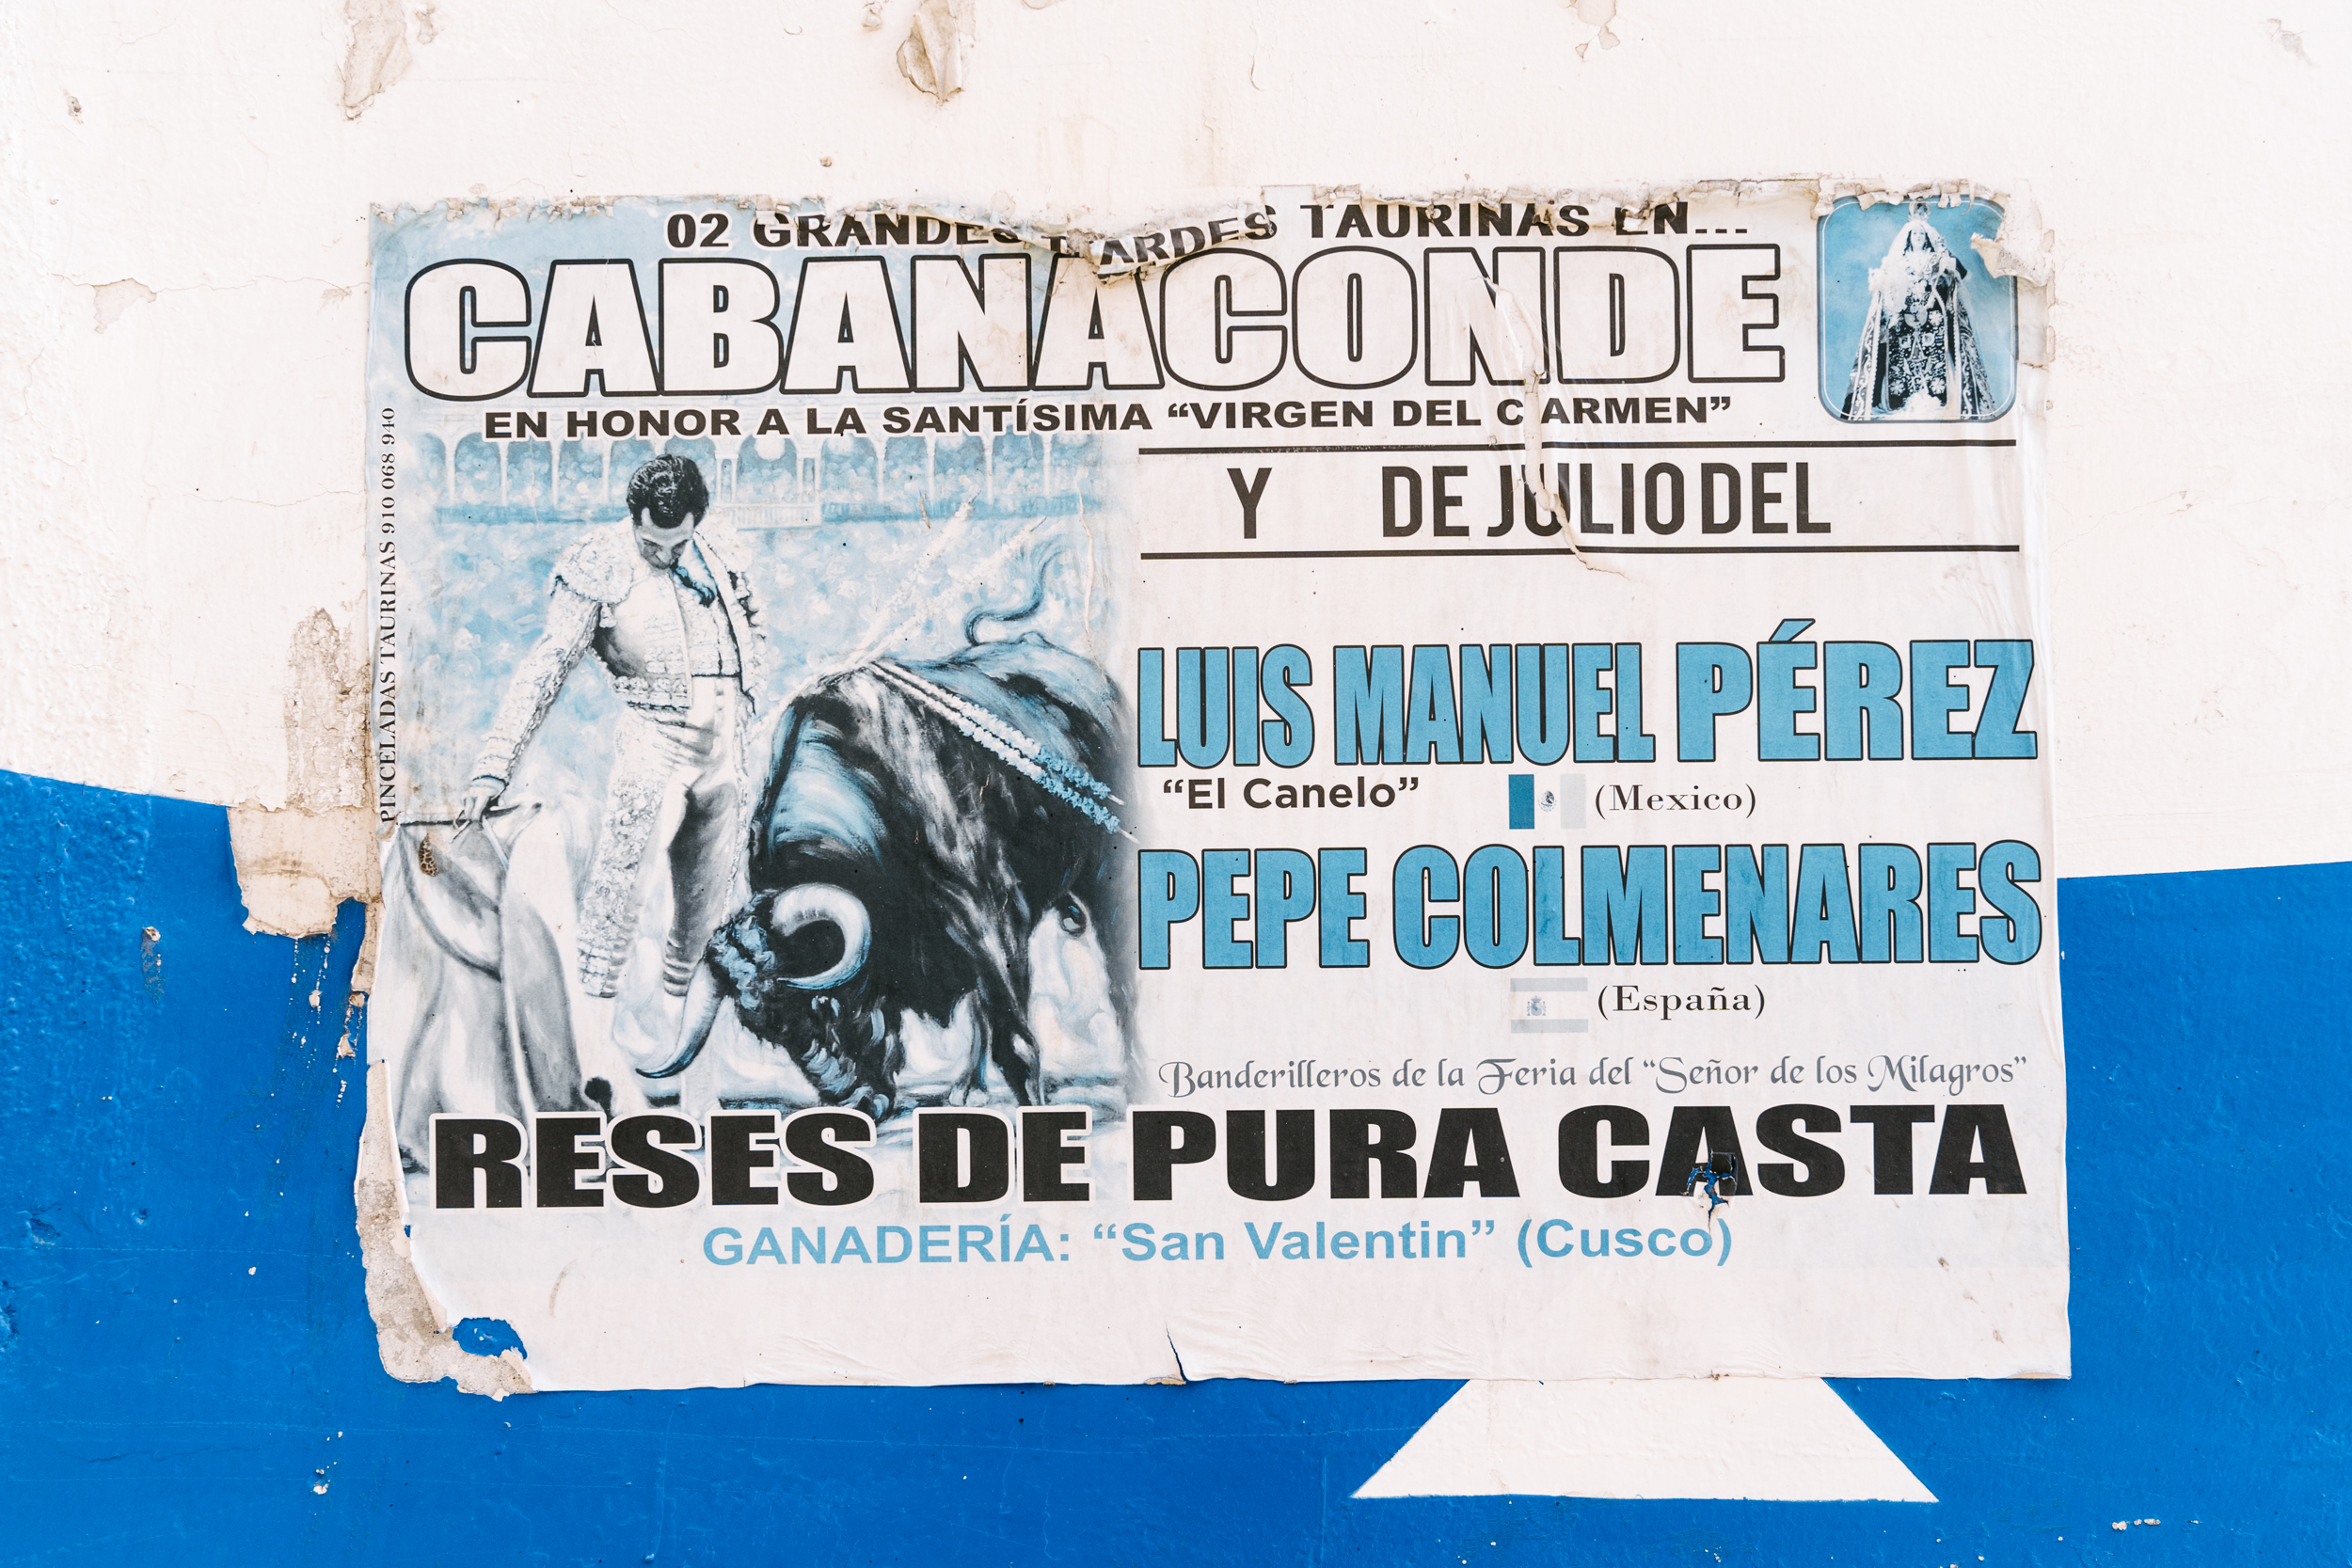 02 GRANDES TARDES TAURINAS EN...
CABANACONDE
EN HONOR A LA SANTÍSIMA “VIRGEN DEL CARMEN”
Y DE JULIO DEL
LUIS MANUEL PÉREZ
“El Canelo” (Mexico)
PEPE COLMENARES
(España)
Banderilleros de la Feria del “Señor de los Milagros”
RESES DE PURA CASTA
GANADERÍA: “San Valentin” (Cusco)
PINCELADAS TAURINAS 910 068 940